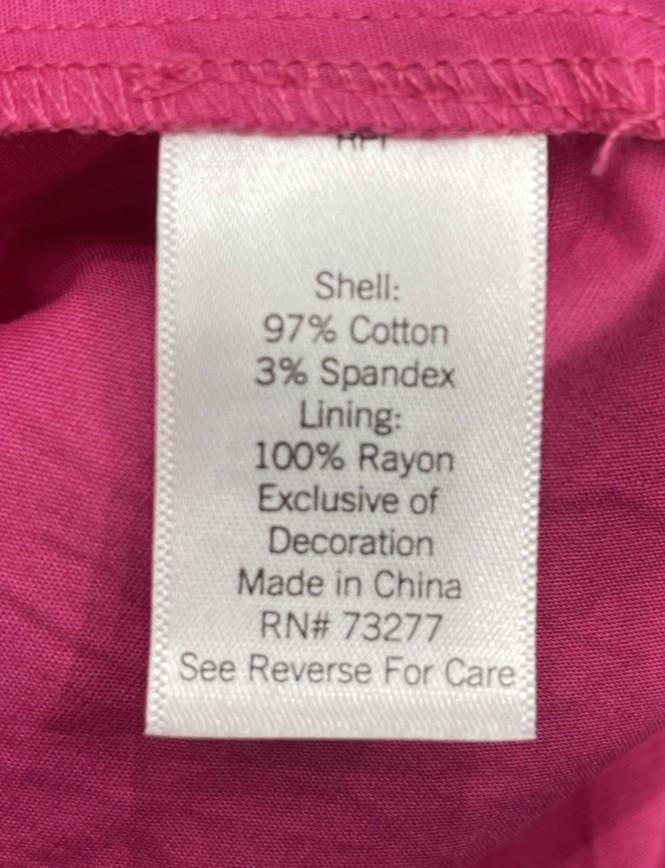 Shell:
97% Cotton
3% Spandex
Lining:
100% Rayon
Exclusive of
Decoration
Made in China
RN# 73277
See Reverse For Care